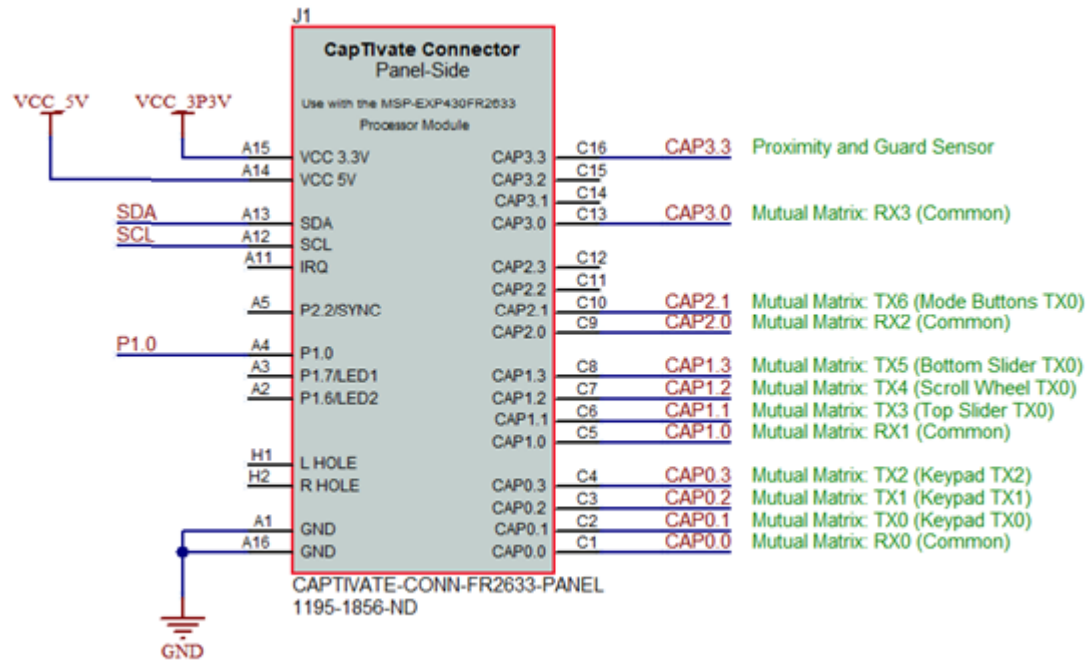 J1
CapTIvate Connector
Panel-Side
Use with the MSP-EXP430FR2633
Processor Module
VCC_5V
VCC_3P3V
A15 VCC 3.3V
A14 VCC 5V
SDA A13 SDA
SCL A12 SCL
A11 IRQ
A5 P2.2/SYNC
P1.0 A4 P1.0
A3 P1.7/LED1
A2 P1.6/LED2
H1 L HOLE
H2 R HOLE
A1 GND
A16 GND
GND
CAP3.3 C16 CAP3.3 Proximity and Guard Sensor
CAP3.2 C15
CAP3.1 C14
CAP3.0 C13 CAP3.0 Mutual Matrix: RX3 (Common)
CAP2.3 C12
CAP2.2 C11
CAP2.1 C10 CAP2.1 Mutual Matrix: TX6 (Mode Buttons TX0)
CAP2.0 C9 CAP2.0 Mutual Matrix: RX2 (Common)
CAP1.3 C8 CAP1.3 Mutual Matrix: TX5 (Bottom Slider TX0)
CAP1.2 C7 CAP1.2 Mutual Matrix: TX4 (Scroll Wheel TX0)
CAP1.1 C6 CAP1.1 Mutual Matrix: TX3 (Top Slider TX0)
CAP1.0 C5 CAP1.0 Mutual Matrix: RX1 (Common)
CAP0.3 C4 CAP0.3 Mutual Matrix: TX2 (Keypad TX2)
CAP0.2 C3 CAP0.2 Mutual Matrix: TX1 (Keypad TX1)
CAP0.1 C2 CAP0.1 Mutual Matrix: TX0 (Keypad TX0)
CAP0.0 C1 CAP0.0 Mutual Matrix: RX0 (Common)
CAPTIVATE-CONN-FR2633-PANEL
1195-1856-ND